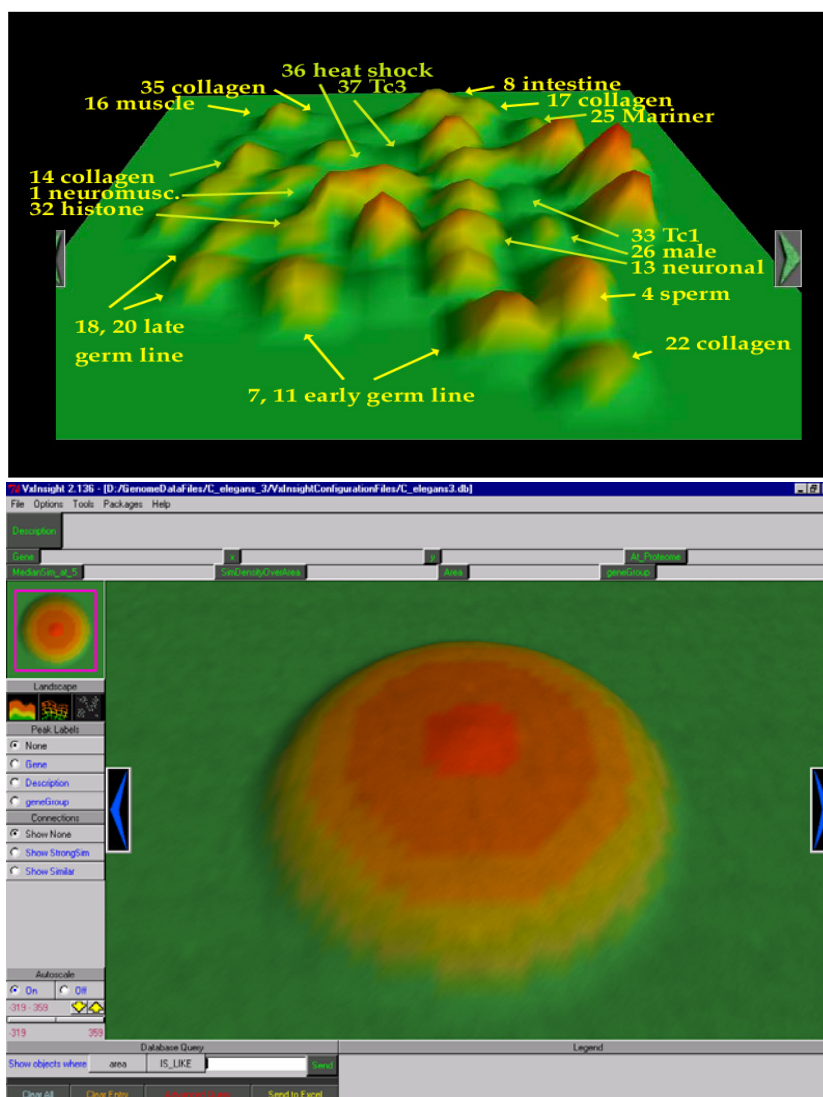 36 heat shock
35 collagen
37 Tc3
8 intestine
16 muscle
17 collagen
25 Mariner
14 collagen
1 neuromusc.
32 histone
33 Tc1
26 male
13 neuronal
4 sperm
18, 20 late
germ line
22 collagen
7, 11 early germ line
VxInsight 2.136 - [D:/GenomeDataFiles/C_elegans_3/VxInsightConfigurationFiles/C_elegans3.db]
File Options Tools Packages Help
Description
Gene x y At_Proteome
MedianSim_at_5 SimDensityOverArea Area geneGroup
Landscape
Peak Labels
None
Gene
Description
geneGroup
Connections
Show None
Show StrongSim
Show Similar
Autoscale
On Off
-319 - 359
-319 359
Database Query Legend
Show objects where area IS_LIKE Send
Clear All Clear Entry Advanced Query Send to Excel